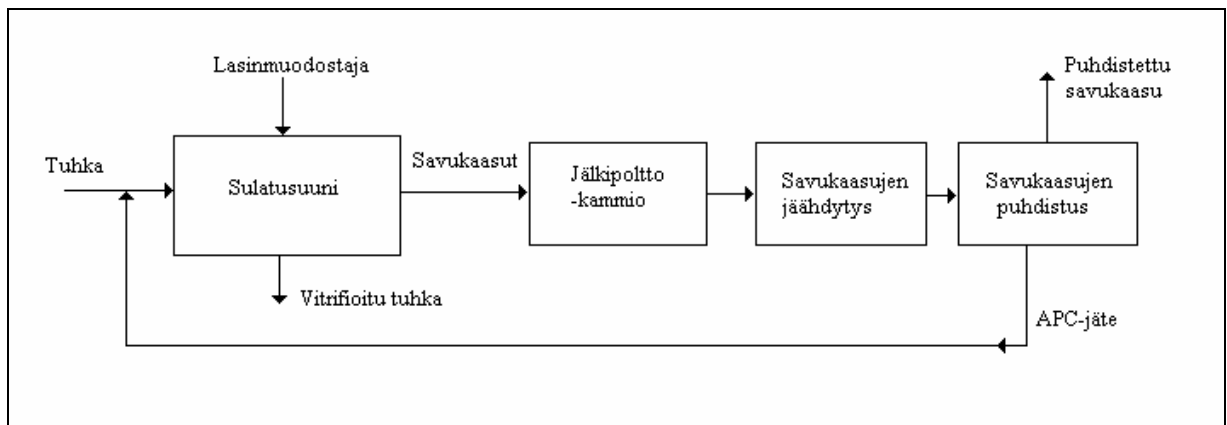 Lasinmuodostaja
Puhdistettu
savukaasu
Tuhka
Sulatusuuni
Savukaasut
Jälkipoltto
-kammio
Savukaasujen
jäähdytys
Savukaasujen
puhdistus
Vitrifioitu tuhka
APC-jäte